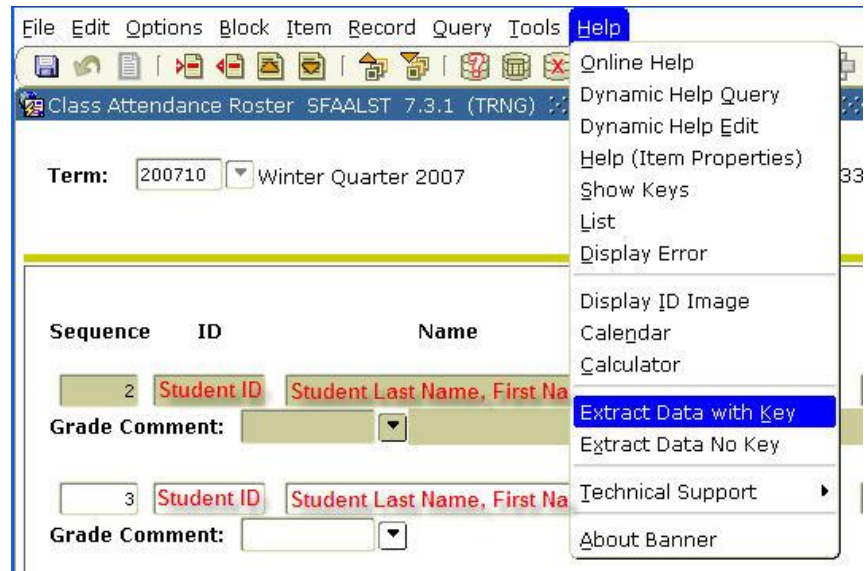 File Edit Options Block Item Record Query Tools Help
Class Attendance Roster SFAALST 7.3.1 (TRNG)
Term: 200710 Winter Quarter 2007 33
Sequence ID Name
2 Student ID Student Last Name, First Na
Grade Comment:
3 Student ID Student Last Name, First Na
Grade Comment:
Online Help
Dynamic Help Query
Dynamic Help Edit
Help (Item Properties)
Show Keys
List
Display Error
Display ID Image
Calendar
Calculator
Extract Data with Key
Extract Data No Key
Technical Support
About Banner